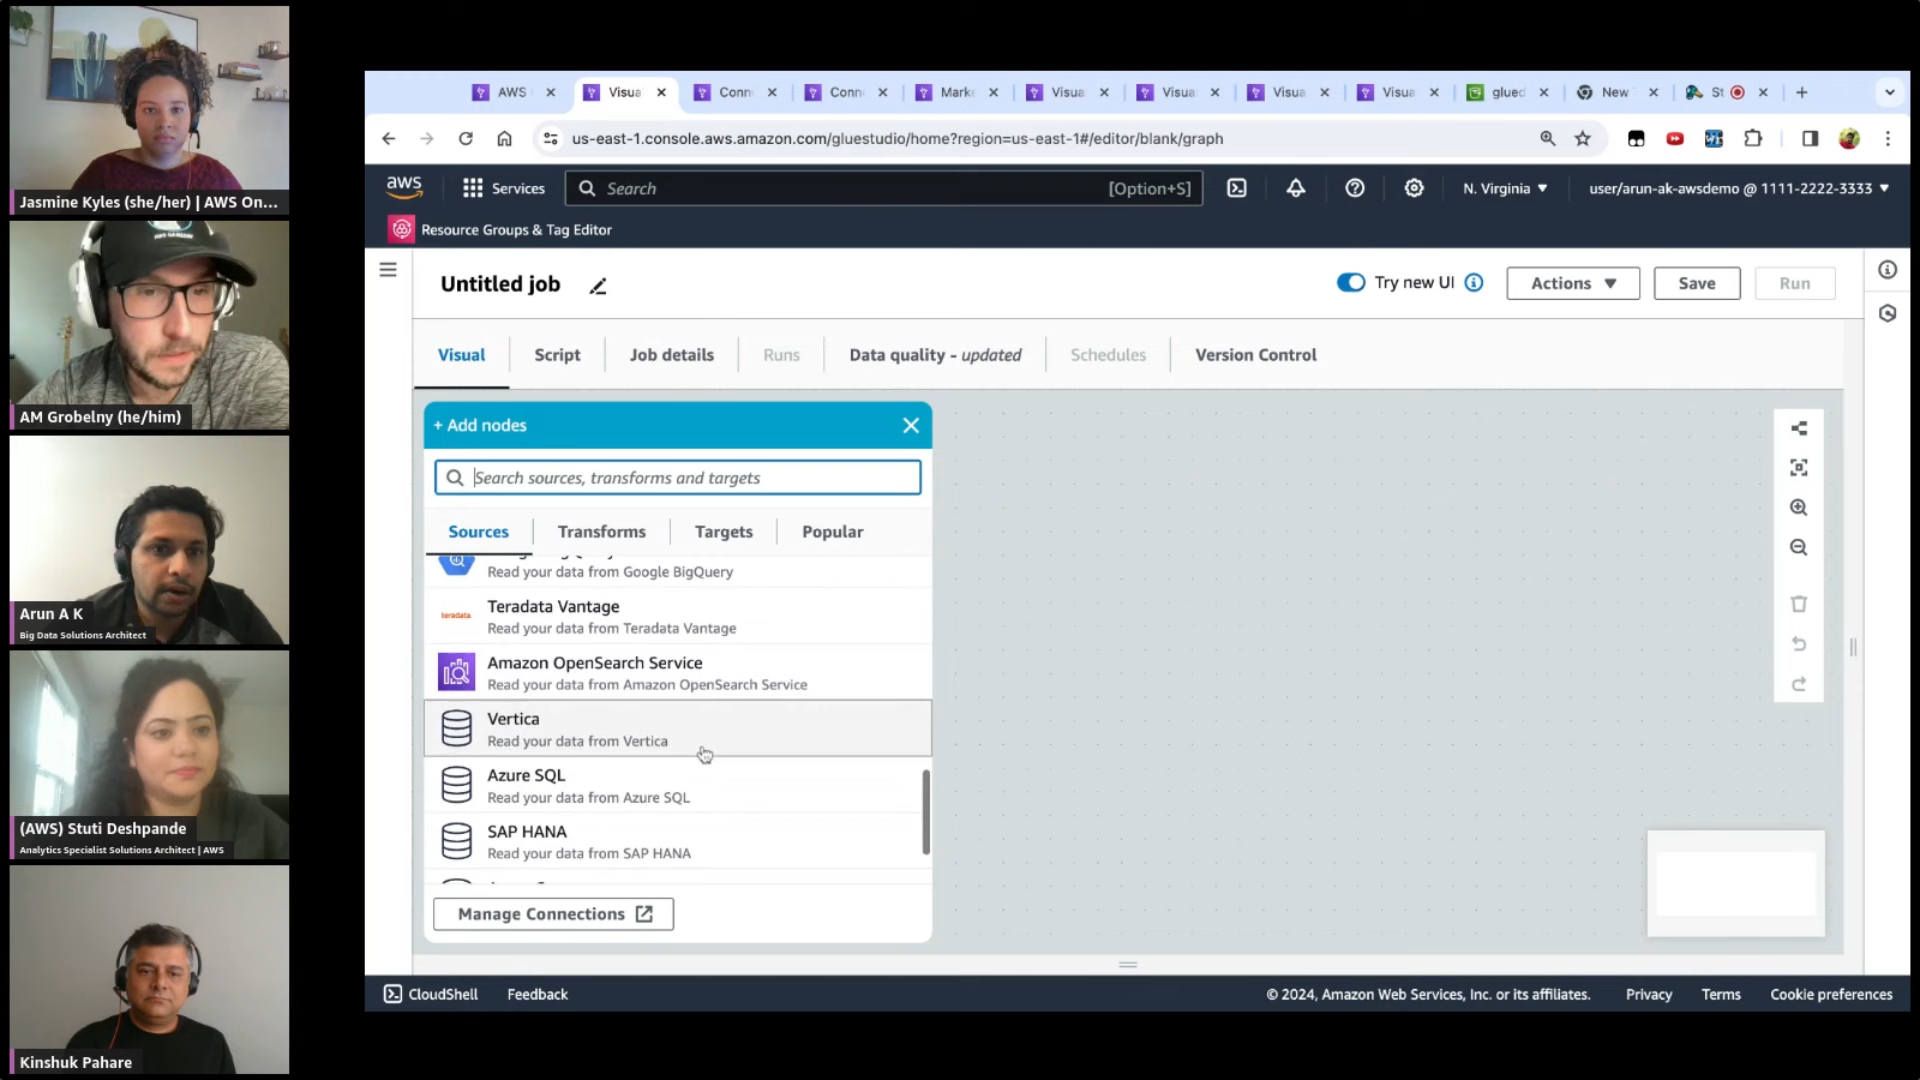 Jasmine Kyles (she/her) | AWS On...
AM Grobelny (he/him)
Arun A K
Big Data Solutions Architect
(AWS) Stuti Deshpande
Analytics Specialist Solutions Architect | AWS
Kinshuk Pahare
AWS
Visua
Conn
Conn
Marke
Visua
Visua
Visua
Visua
glued
New
St
us-east-1.console.aws.amazon.com/gluestudio/home?region=us-east-1#/editor/blank/graph
aws
Services
Search
[Option+S]
N. Virginia
user/arun-ak-awsdemo @ 1111-2222-3333
Resource Groups & Tag Editor
Untitled job
Try new UI
Actions
Save
Run
Visual
Script
Job details
Runs
Data quality - updated
Schedules
Version Control
+ Add nodes
Search sources, transforms and targets
Sources
Transforms
Targets
Popular
Read your data from Google BigQuery
teradata.
Teradata Vantage
Read your data from Teradata Vantage
Amazon OpenSearch Service
Read your data from Amazon OpenSearch Service
Vertica
Read your data from Vertica
Azure SQL
Read your data from Azure SQL
SAP HANA
Read your data from SAP HANA
Manage Connections
CloudShell
Feedback
© 2024, Amazon Web Services, Inc. or its affiliates.
Privacy
Terms
Cookie preferences